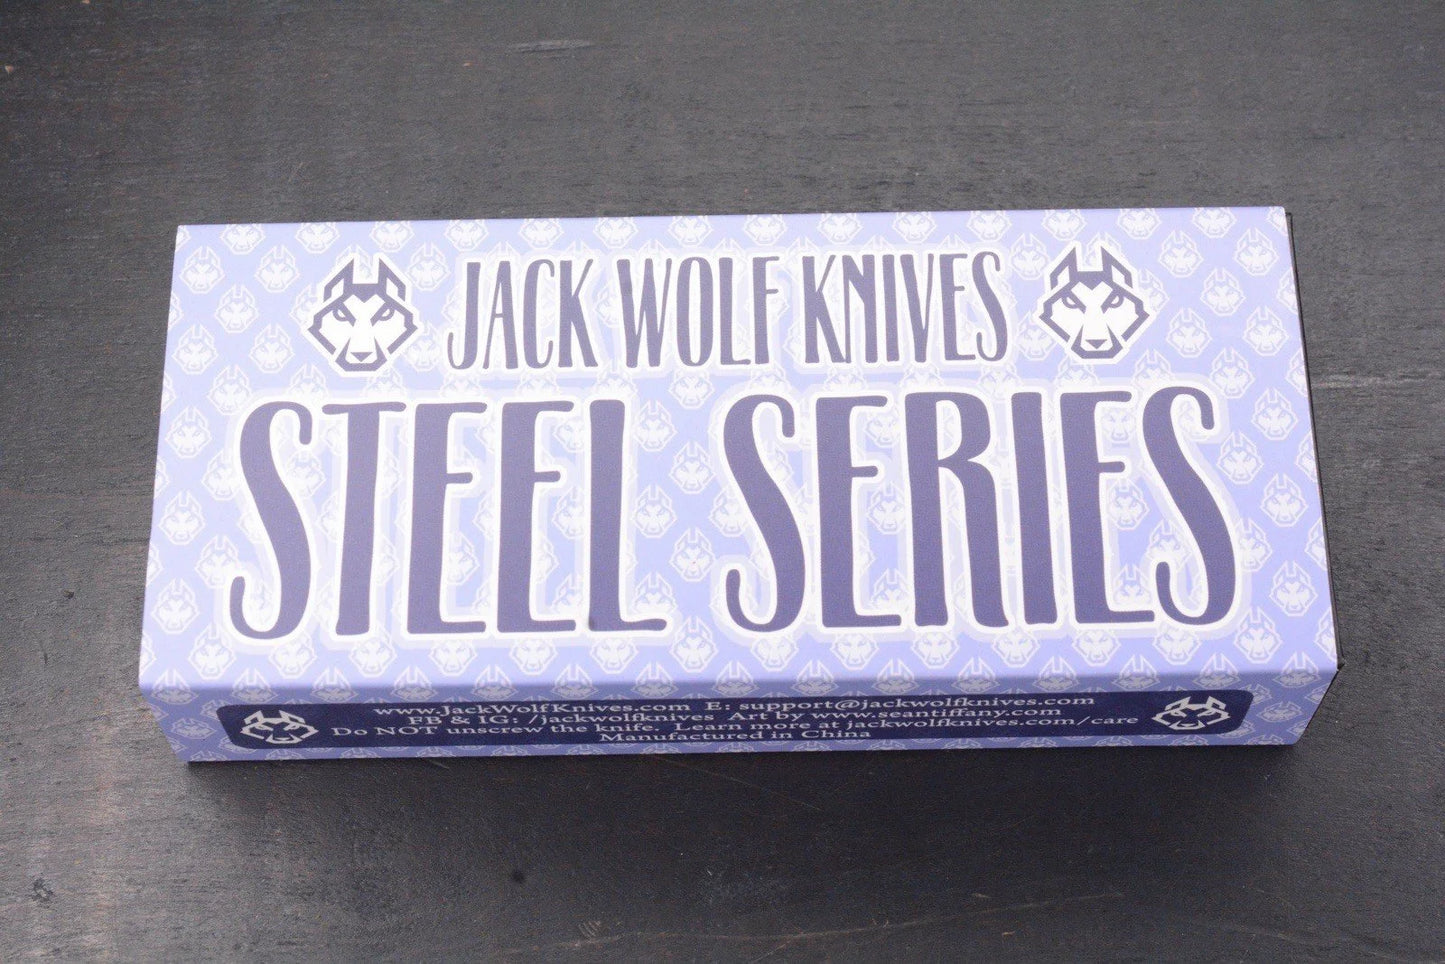 JACK WOLF KNIVES
STEEL SERIES
www.JackWolfKnives.com E: support@jackwolfknives.com
FB & IG: /jackwolfknives Art by www.seantiffany.com
Do NOT unscrew the knife. Learn more at jackwolfknives.com/care
Manufactured in China